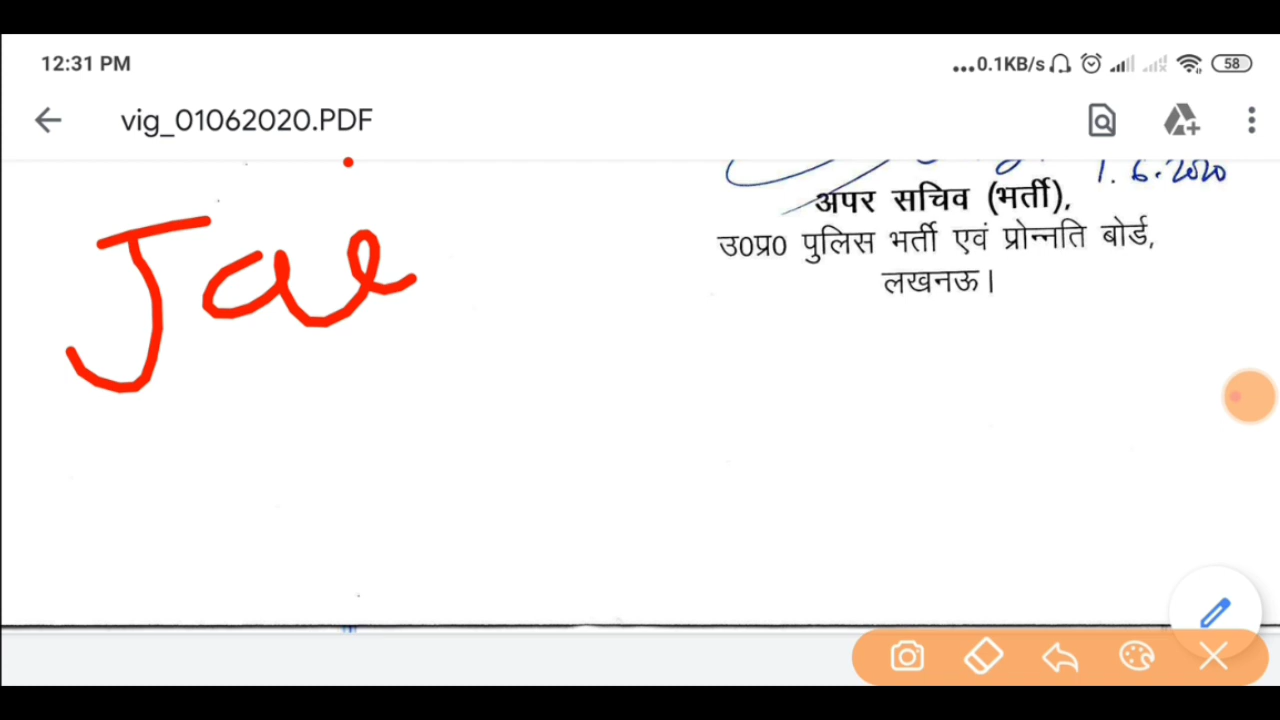 12:31 PM
...0.1KB/s 58
vig_01062020.PDF
1.6.2020
Jai
अपर सचिव (भर्ती),
उ0प्र0 पुलिस भर्ती एवं प्रोन्नति बोर्ड,
लखनऊ।